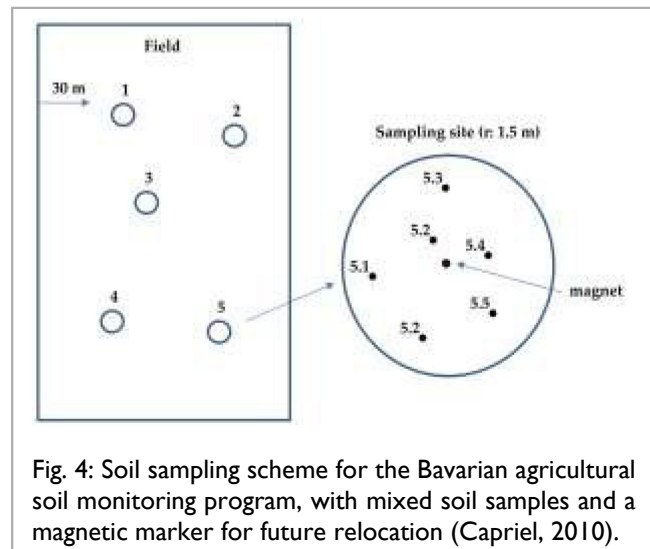 Field
30 m
1
2
3
4
5
Sampling site (r: 1.5 m)
5.3
5.2
5.4
5.1
magnet
5.5
5.2
Fig. 4: Soil sampling scheme for the Bavarian agricultural
soil monitoring program, with mixed soil samples and a
magnetic marker for future relocation (Capriel, 2010).